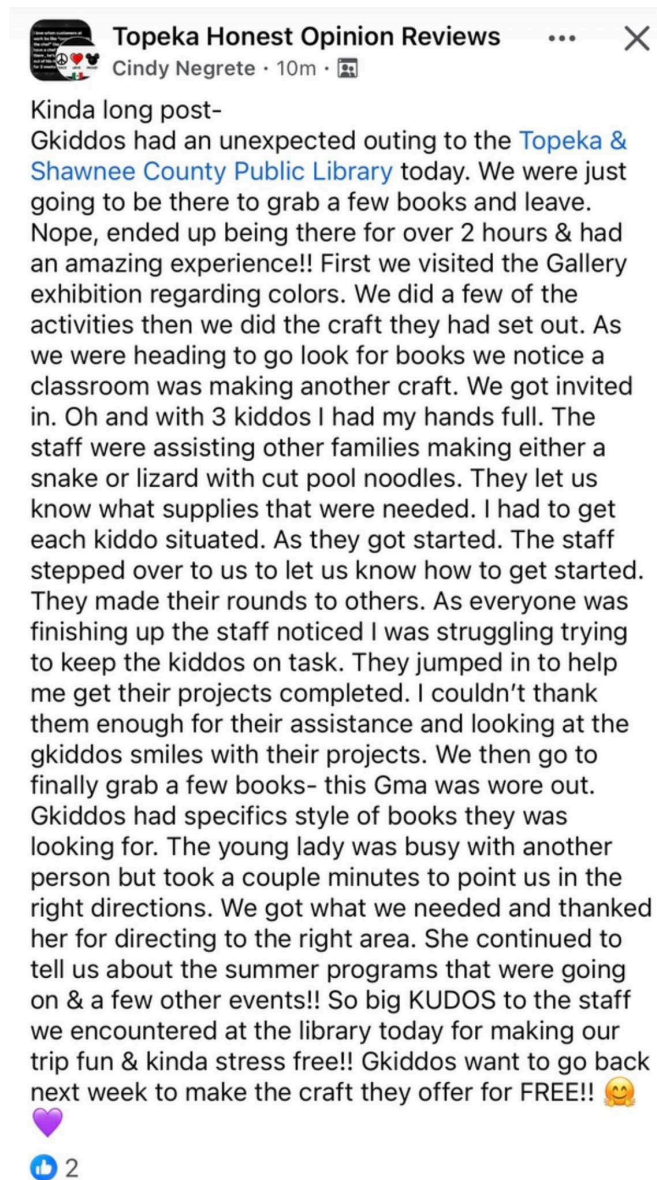 Topeka Honest Opinion Reviews
Cindy Negrete · 10m ·
Kinda long post-
Gkiddos had an unexpected outing to the Topeka &
Shawnee County Public Library today. We were just
going to be there to grab a few books and leave.
Nope, ended up being there for over 2 hours & had
an amazing experience!! First we visited the Gallery
exhibition regarding colors. We did a few of the
activities then we did the craft they had set out. As
we were heading to go look for books we notice a
classroom was making another craft. We got invited
in. Oh and with 3 kiddos I had my hands full. The
staff were assisting other families making either a
snake or lizard with cut pool noodles. They let us
know what supplies that were needed. I had to get
each kiddo situated. As they got started. The staff
stepped over to us to let us know how to get started.
They made their rounds to others. As everyone was
finishing up the staff noticed I was struggling trying
to keep the kiddos on task. They jumped in to help
me get their projects completed. I couldn't thank
them enough for their assistance and looking at the
gkiddos smiles with their projects. We then go to
finally grab a few books- this Gma was wore out.
Gkiddos had specifics style of books they was
looking for. The young lady was busy with another
person but took a couple minutes to point us in the
right directions. We got what we needed and thanked
her for directing to the right area. She continued to
tell us about the summer programs that were going
on & a few other events!! So big KUDOS to the staff
we encountered at the library today for making our
trip fun & kinda stress free!! Gkiddos want to go back
next week to make the craft they offer for FREE!! 🤗
💜
2